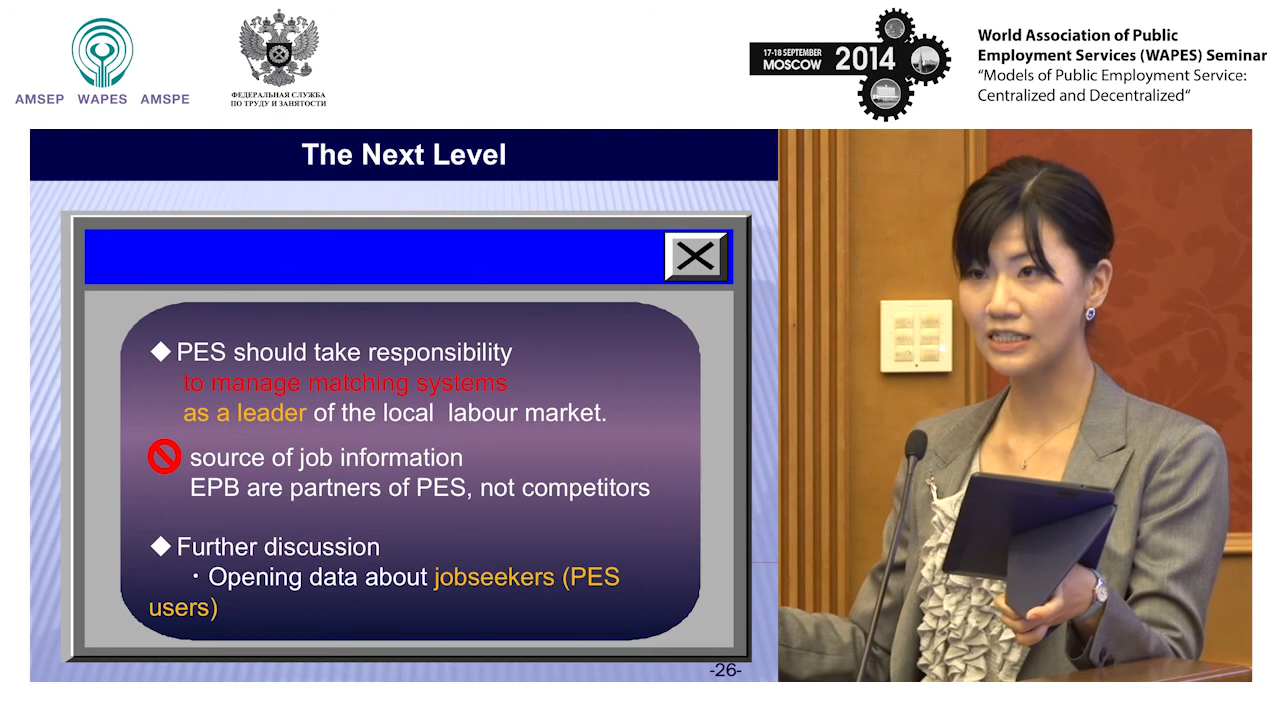 AMSEP WAPES AMSPE
ФЕДЕРАЛЬНАЯ СЛУЖБА
ПО ТРУДУ И ЗАНЯТОСТИ
17-18 SEPTEMBER
MOSCOW
2014
World Association of Public
Employment Services (WAPES) Seminar
“Models of Public Employment Service:
Centralized and Decentralized“
The Next Level
◆PES should take responsibility
to manage matching systems
as a leader of the local labour market.
source of job information
EPB are partners of PES, not competitors
◆Further discussion
・Opening data about jobseekers (PES
users)
-26-